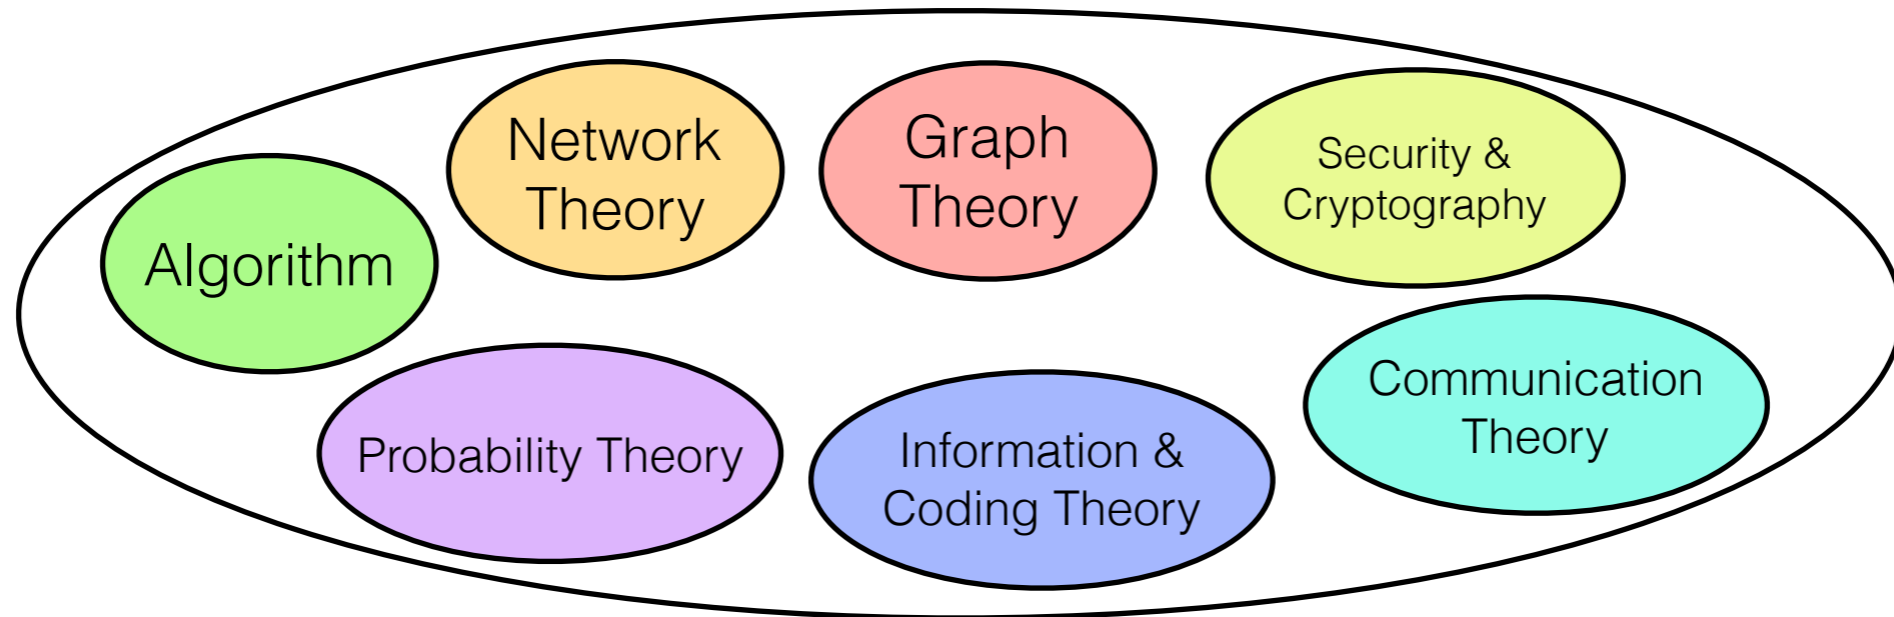 Network
Theory
Graph
Theory
Security &
Cryptography
Algorithm
Probability Theory
Information &
Coding Theory
Communication
Theory